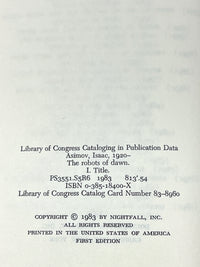 Library of Congress Cataloging in Publication Data
Asimov, Isaac, 1920–
The robots of dawn.
I. Title.
PS3551.S5R6 1983 813'.54
ISBN 0-385-18400-X
Library of Congress Catalog Card Number 83–8960
COPYRIGHT © 1983 BY NIGHTFALL, INC.
ALL RIGHTS RESERVED
PRINTED IN THE UNITED STATES OF AMERICA
FIRST EDITION